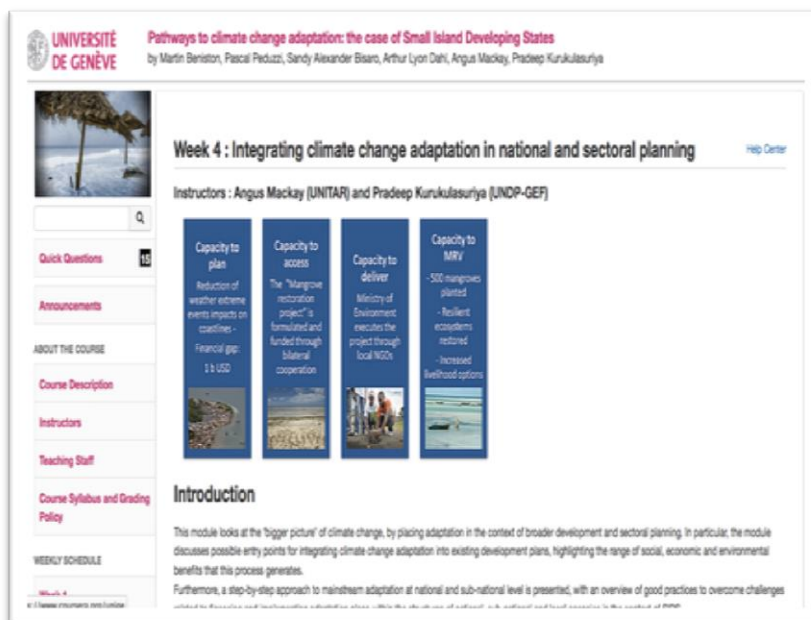 UNIVERSITÉ
DE GENÈVE
Pathways to climate change adaptation: the case of Small Island Developing States
by Martin Beniston, Pascal Peduzzi, Sandy Alexander Bisaro, Arthur Lyon Dahl, Angus Mackay, Pradeep Kurukulasuriya
Week 4 : Integrating climate change adaptation in national and sectoral planning
Help Center
Instructors : Angus Mackay (UNITAR) and Pradeep Kurukulasuriya (UNDP-GEF)
Quick Questions
15
Announcements
ABOUT THE COURSE
Course Description
Instructors
Teaching Staff
Course Syllabus and Grading
Policy
WEEKLY SCHEDULE
Capacity to
plan
Reduction of
weather extreme
events impacts on
coastlines -
Financial gap:
1 b USD
Capacity to
access
The "Mangrove
restoration
project" is
formulated and
funded through
bilateral
cooperation
Capacity to
deliver
Ministry of
Environment
executes the
project through
local NGOs
Capacity to
MRV
- 500 mangroves
planted
- Resilient
ecosystems
restored
- Increased
livelihood options
Introduction
This module looks at the 'bigger picture' of climate change, by placing adaptation in the context of broader development and sectoral planning. In particular, the module
discusses possible entry points for integrating climate change adaptation into existing development plans, highlighting the range of social, economic and environmental
benefits that this process generates.
Furthermore, a step-by-step approach to mainstream adaptation at national and sub-national level is presented, with an overview of good practices to overcome challenges